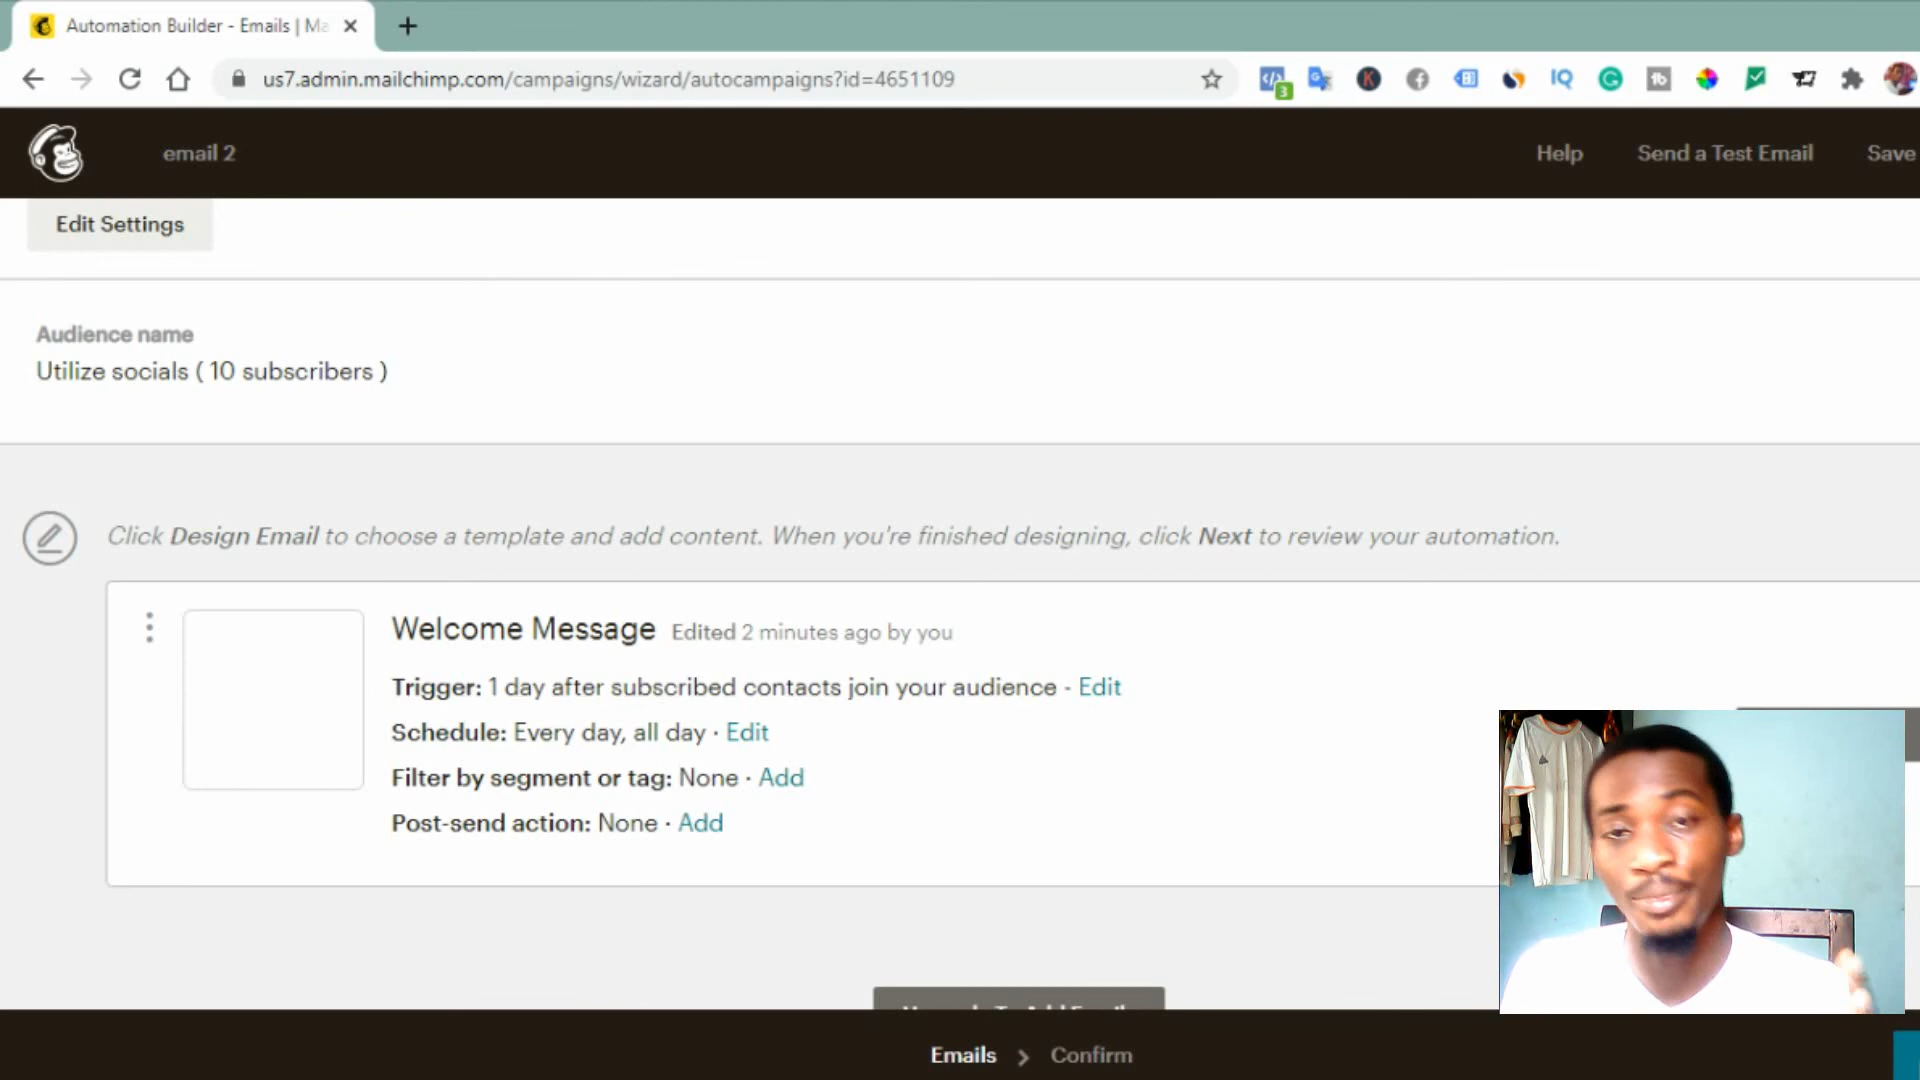 Automation Builder - Emails | Ma
us7.admin.mailchimp.com/campaigns/wizard/autocampaigns?id=4651109
3
K
IQ
email 2
Help
Send a Test Email
Save
Edit Settings
Audience name
Utilize socials ( 10 subscribers )
Click Design Email to choose a template and add content. When you're finished designing, click Next to review your automation.
Welcome Message Edited 2 minutes ago by you
Trigger: 1 day after subscribed contacts join your audience - Edit
Schedule: Every day, all day · Edit
Filter by segment or tag: None · Add
Post-send action: None · Add
Emails
Confirm